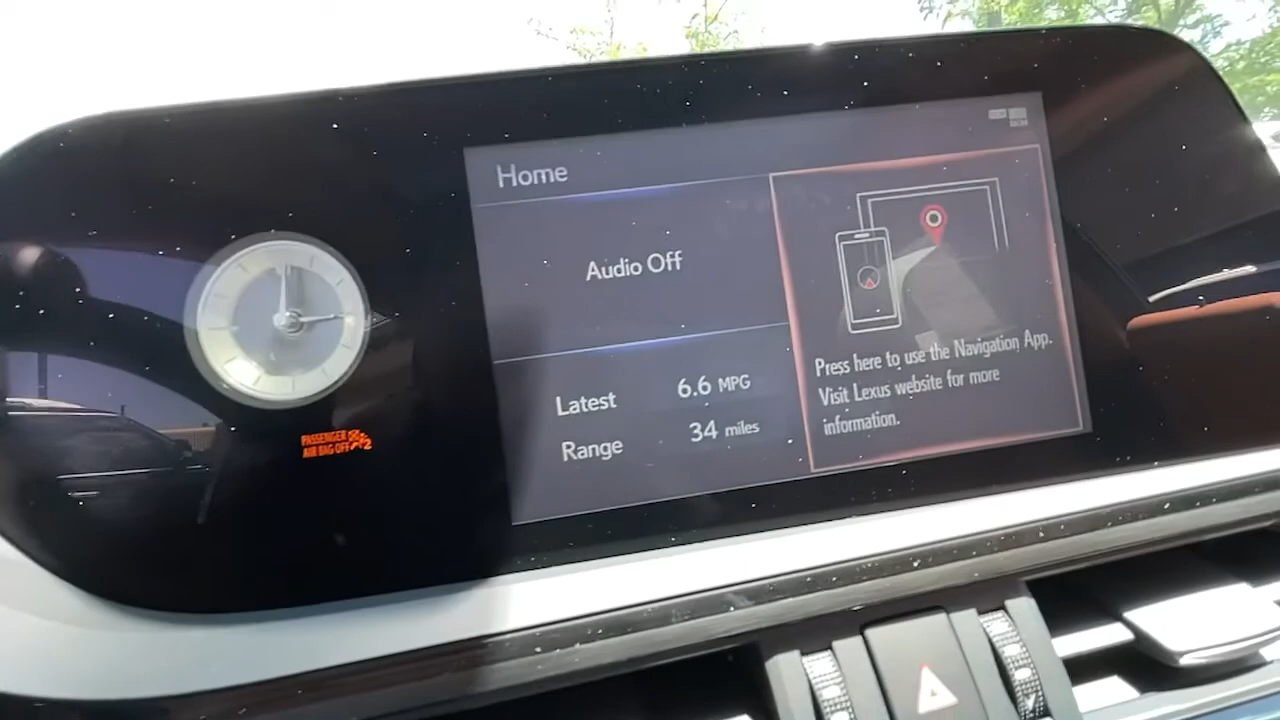 Home
Audio Off
Latest 6.6 MPG
Range 34 miles
Press here to use the Navigation App.
Visit Lexus website for more
information.
PASSENGER
AIR BAG OFF 2